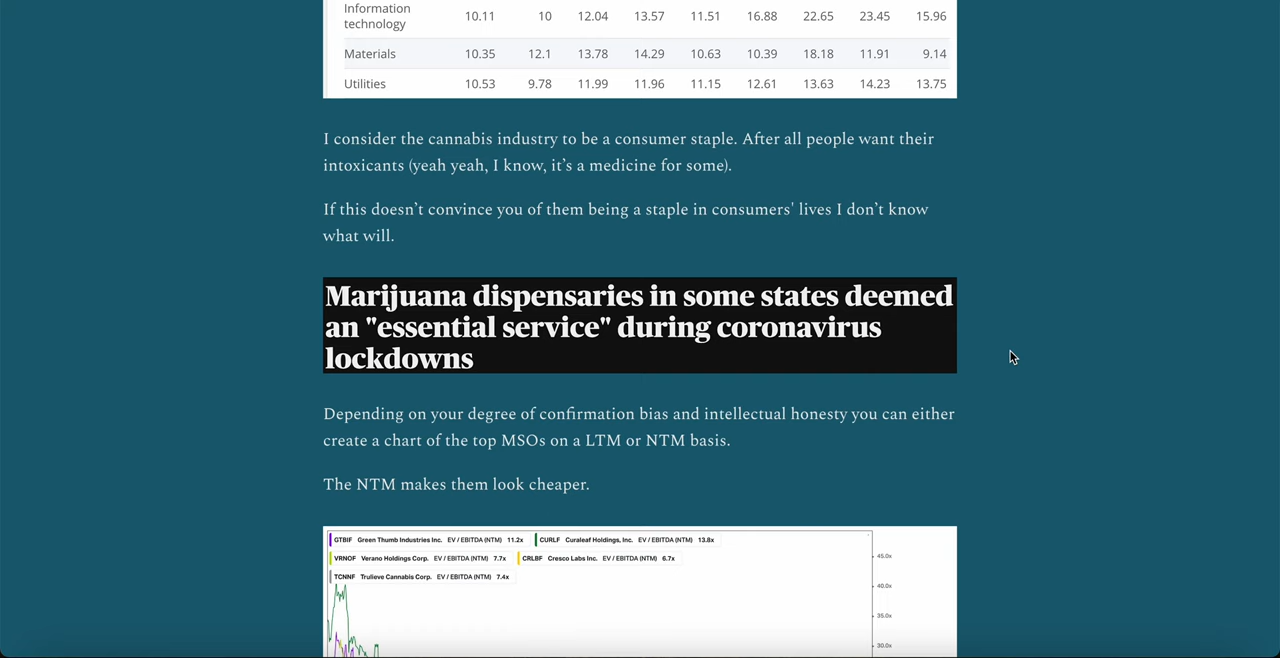 Information
technology 10.11 10 12.04 13.57 11.51 16.88 22.65 23.45 15.96
Materials 10.35 12.1 13.78 14.29 10.63 10.39 18.18 11.91 9.14
Utilities 10.53 9.78 11.99 11.96 11.15 12.61 13.63 14.23 13.75
I consider the cannabis industry to be a consumer staple. After all people want their
intoxicants (yeah yeah, I know, it’s a medicine for some).
If this doesn’t convince you of them being a staple in consumers' lives I don’t know
what will.
Marijuana dispensaries in some states deemed
an "essential service" during coronavirus
lockdowns
Depending on your degree of confirmation bias and intellectual honesty you can either
create a chart of the top MSOs on a LTM or NTM basis.
The NTM makes them look cheaper.
GTBIF Green Thumb Industries Inc. EV / EBITDA (NTM) 11.2x CURLF Curaleaf Holdings, Inc. EV / EBITDA (NTM) 13.8x
VRNOF Verano Holdings Corp. EV / EBITDA (NTM) 7.7x CRLBF Cresco Labs Inc. EV / EBITDA (NTM) 6.7x
TCNNF Trulieve Cannabis Corp. EV / EBITDA (NTM) 7.4x
45.0x
40.0x
35.0x
30.0x